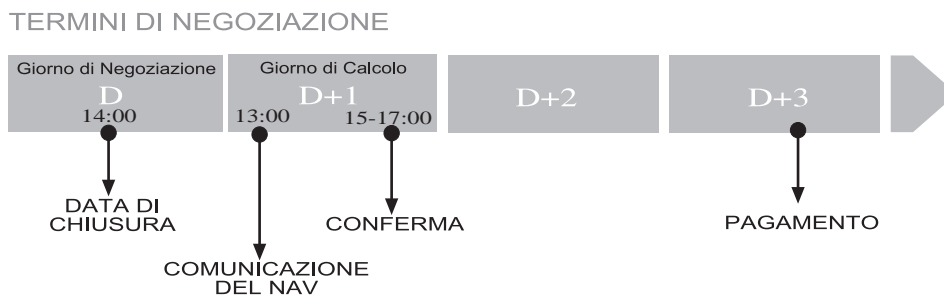 TERMINI DI NEGOZIAZIONE
Giorno di Negoziazione
D
14:00
Giorno di Calcolo
D+1
13:00 15-17:00
D+2
D+3
DATA DI
CHIUSURA
COMUNICAZIONE
DEL NAV
CONFERMA
PAGAMENTO